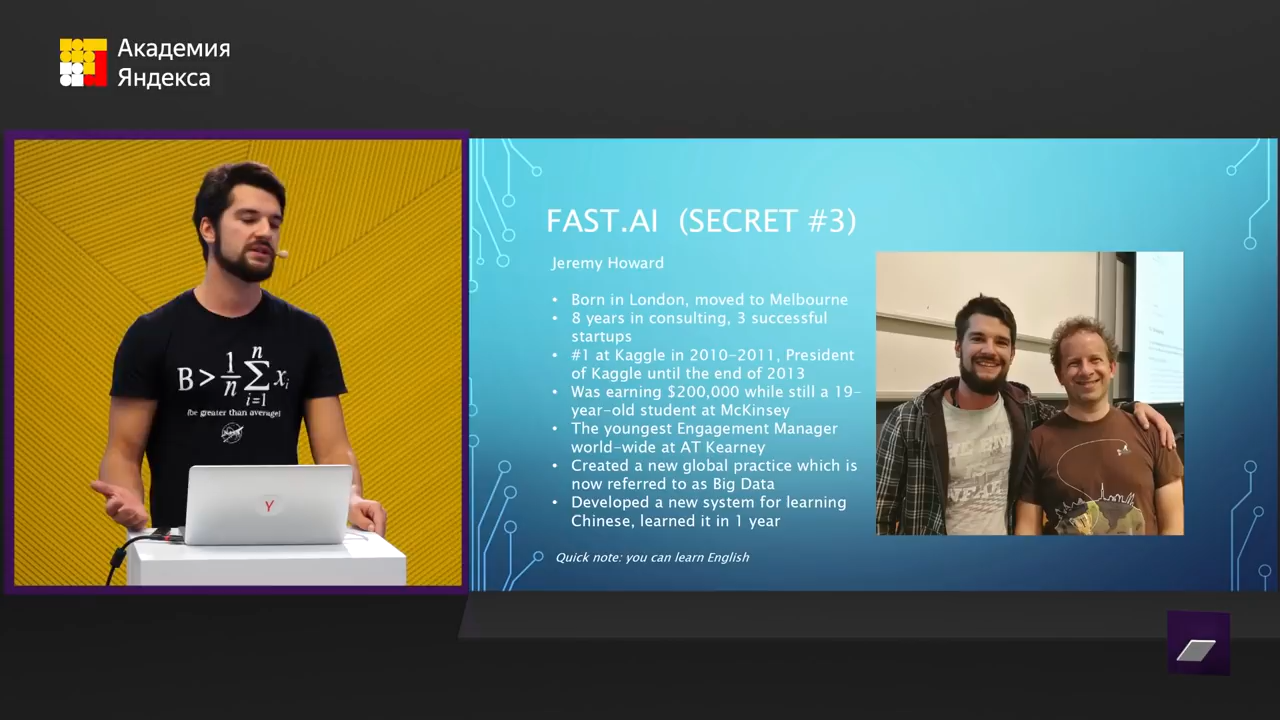 Академия
Яндекса
FAST.AI (SECRET #3)
Jeremy Howard
• Born in London, moved to Melbourne
• 8 years in consulting, 3 successful
startups
• #1 at Kaggle in 2010-2011, President
of Kaggle until the end of 2013
• Was earning $200,000 while still a 19-
year-old student at McKinsey
• The youngest Engagement Manager
world-wide at AT Kearney
• Created a new global practice which is
now referred to as Big Data
• Developed a new system for learning
Chinese, learned it in 1 year
Quick note: you can learn English
B > 1/n n Σ i=1 xᵢ
(be greater than average)
Y